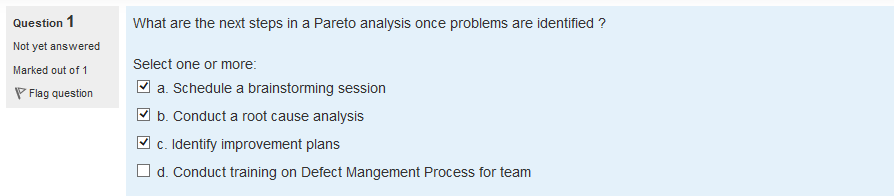 Question 1
Not yet answered
Marked out of 1
Flag question
What are the next steps in a Pareto analysis once problems are identified ?
Select one or more:
a. Schedule a brainstorming session
b. Conduct a root cause analysis
c. Identify improvement plans
d. Conduct training on Defect Mangement Process for team